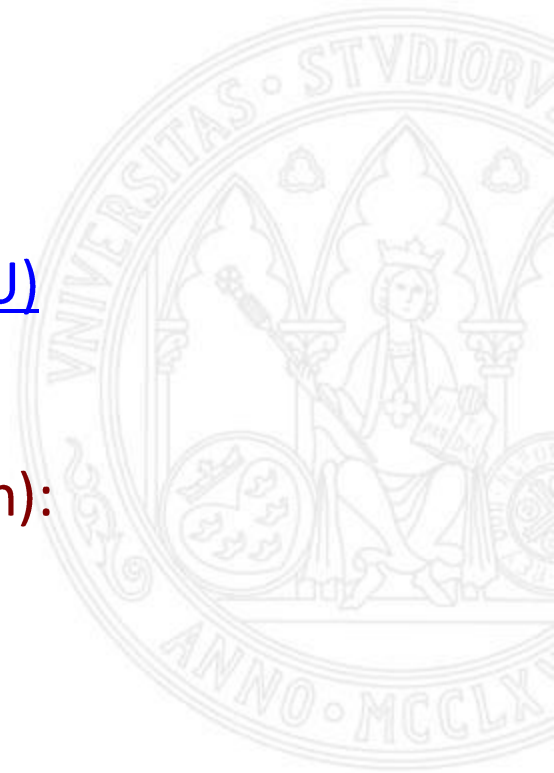 VNIVERSITAS · STVDIORV
U)
n):
ANNO · MCCLX